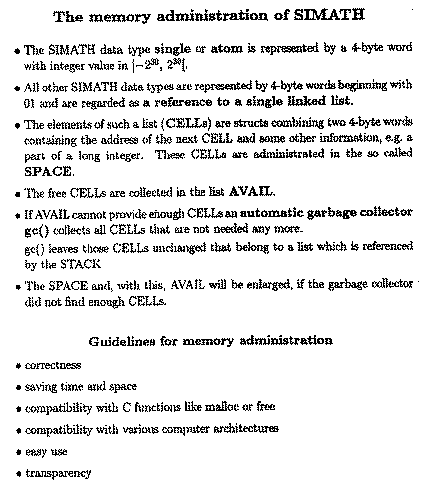 The memory administration of SIMATH
• The SIMATH data type single or atom is represented by a 4-byte word
with integer value in ]−2^30, 2^30[.
• All other SIMATH data types are represented by 4-byte words beginning with
01 and are regarded as a reference to a single linked list.
• The elements of such a list (CELLs) are structs combining two 4-byte words
containing the address of the next CELL and some other information, e.g. a
part of a long integer. These CELLs are administrated in the so called
SPACE.
• The free CELLs are collected in the list AVAIL.
• If AVAIL cannot provide enough CELLs an automatic garbage collector
gc() collects all CELLs that are not needed any more.
gc() leaves those CELLs unchanged that belong to a list which is referenced
by the STACK
• The SPACE and, with this, AVAIL will be enlarged, if the garbage collector
did not find enough CELLs.
Guidelines for memory administration
• correctness
• saving time and space
• compatibility with C functions like malloc or free
• compatibility with various computer architectures
• easy use
• transparency